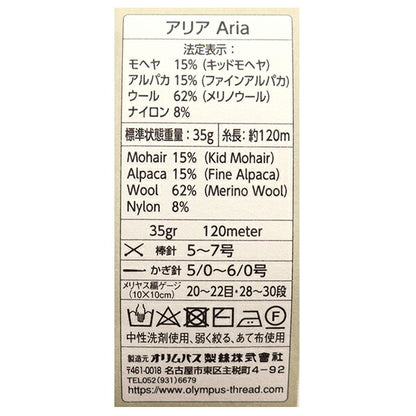 アリア Aria
法定表示：
モヘヤ 15%(キッドモヘヤ)
アルパカ 15%(ファインアルパカ)
ウール 62%(メリノウール)
ナイロン 8%
標準状態重量：35g 糸長：約120m
Mohair 15% (Kid Mohair)
Alpaca 15% (Fine Alpaca)
Wool 62% (Merino Wool)
Nylon 8%
35gr 120meter
棒針 5〜7号
かぎ針 5/0〜6/0号
メリヤス編ゲージ (10×10cm) 20〜22目・28〜30段
中性洗剤使用、弱く絞る、あて布使用
製造元 オリムパス製絲株式会社
〒461-0018 名古屋市東区主税町4-92
TEL052(931)6679
https://www.olympus-thread.com